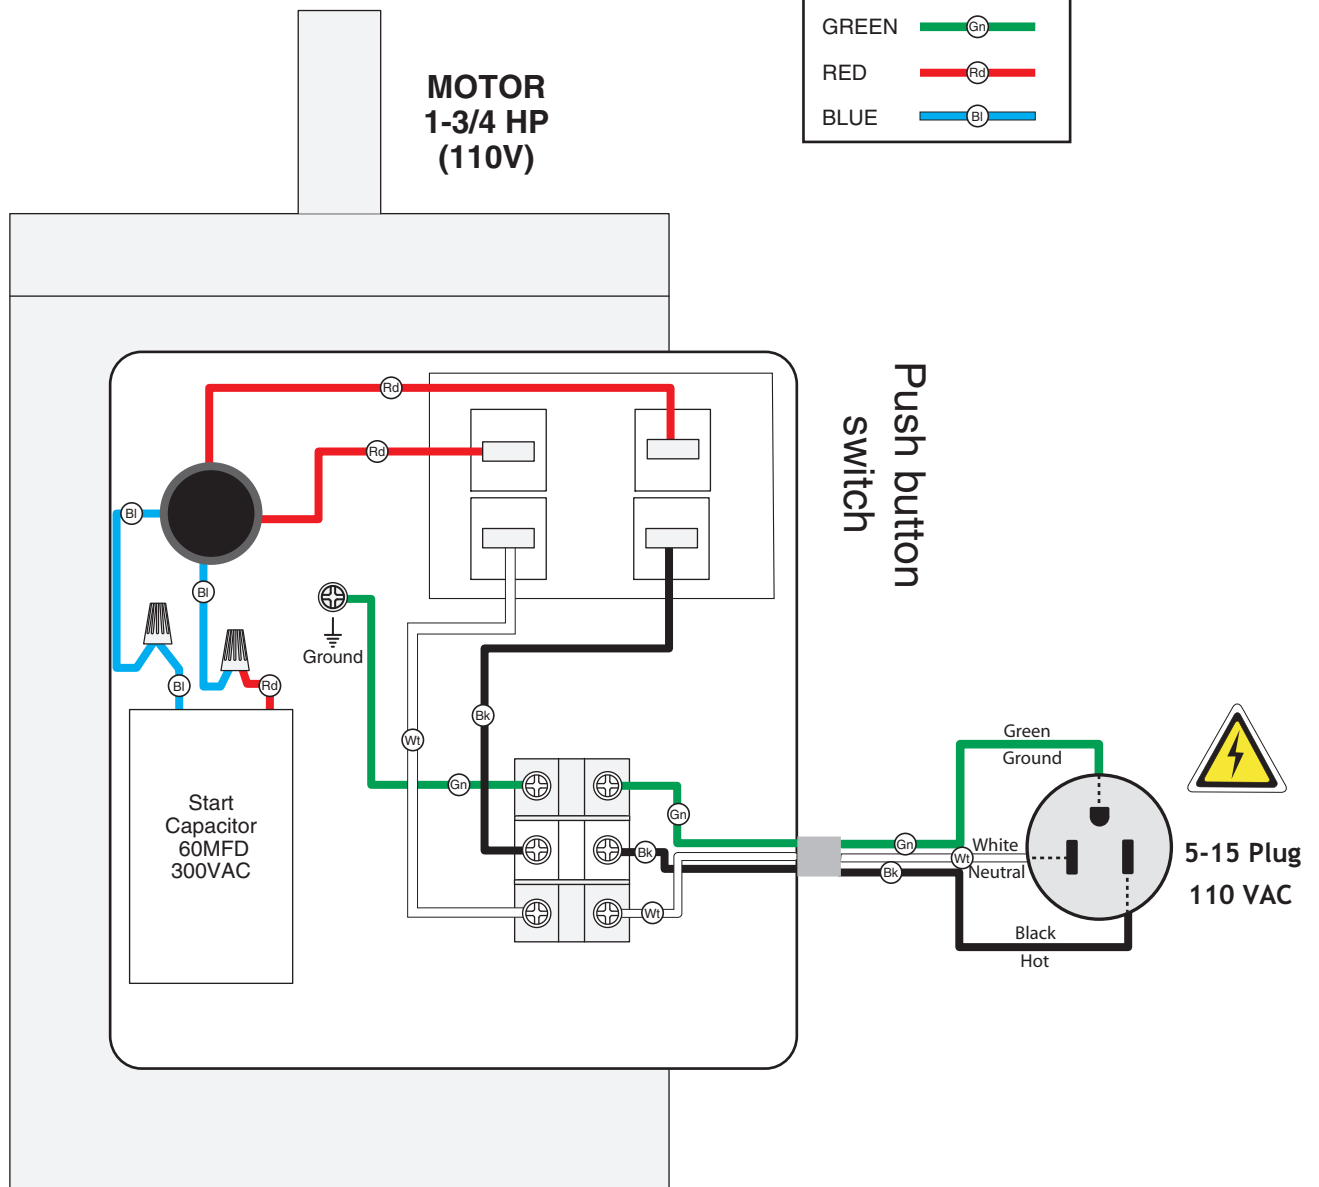 GREEN Gn
RED Rd
BLUE Bl
MOTOR
1-3/4 HP
(110V)
Rd
Rd
Push button
switch
Bl
Bl
Ground
Bl
Rd
Bk
Wt
Start
Capacitor
60MFD
300VAC
Gn
Gn
Bk
Wt
Gn
Wt
Bk
Green
Ground
White
Neutral
Black
Hot
5-15 Plug
110 VAC